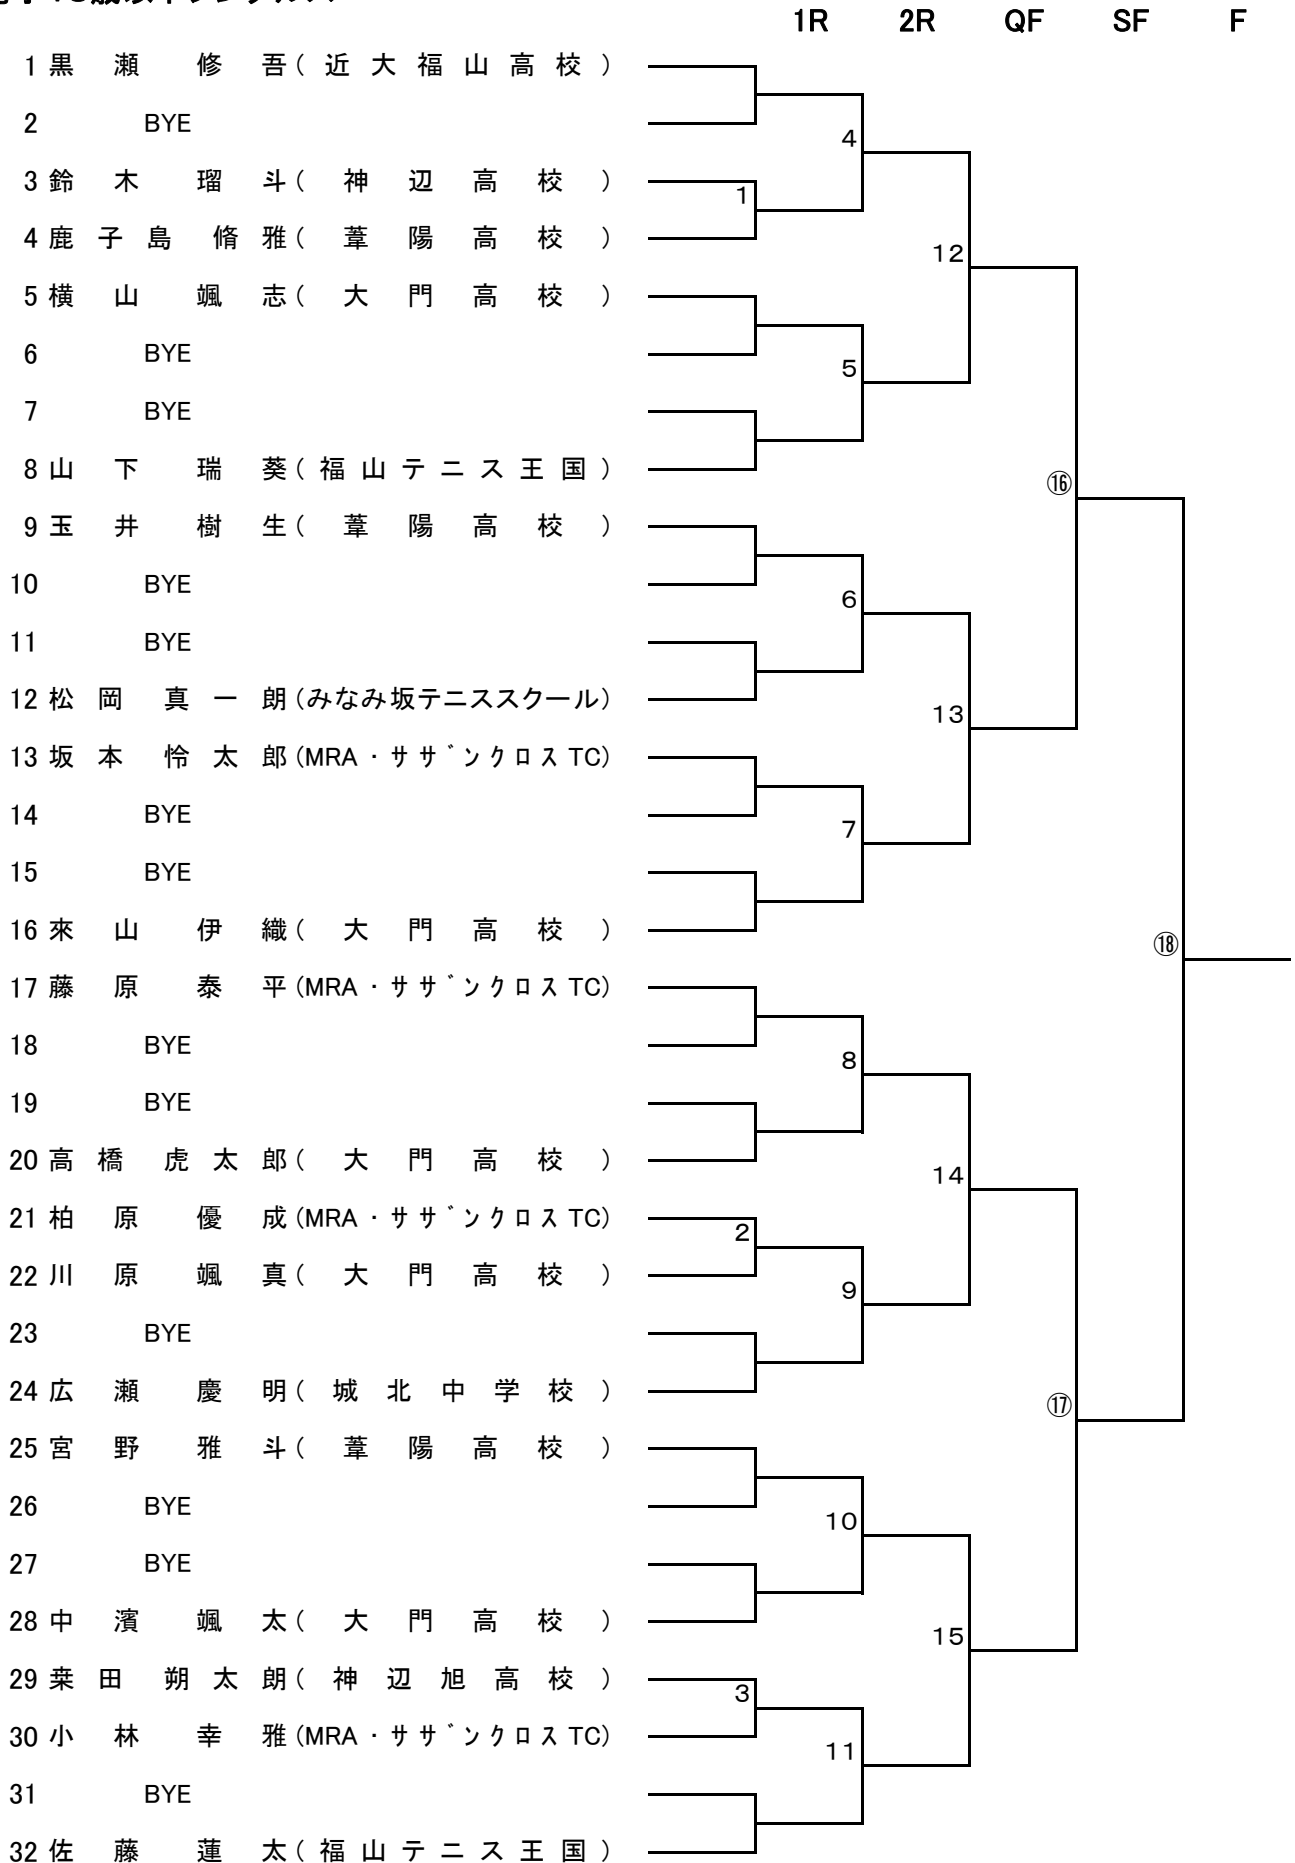 1R 2R QF SF F
1 黒瀬 修吾(近大福山高校)
2 BYE
4
3 鈴木 瑠斗(神辺高校)
1
4 鹿子島 脩雅(葦陽高校)
12
5 横山 颯志(大門高校)
6 BYE
5
7 BYE
8 山下 瑞葵(福山テニス王国)
⑯
9 玉井 樹生(葦陽高校)
10 BYE
6
11 BYE
12 松岡 真一朗(みなみ坂テニススクール)
13
13 坂本 怜太郎(MRA・ササ゛ンクロスTC)
14 BYE
7
15 BYE
16 來山 伊織(大門高校)
⑱
17 藤原 泰平(MRA・ササ゛ンクロスTC)
18 BYE
8
19 BYE
20 高橋 虎太郎(大門高校)
14
21 柏原 優成(MRA・ササ゛ンクロスTC)
2
22 川原 颯真(大門高校)
9
23 BYE
24 広瀬 慶明(城北中学校)
⑰
25 宮野 雅斗(葦陽高校)
26 BYE
10
27 BYE
28 中濱 颯太(大門高校)
15
29 桒田 朔太朗(神辺旭高校)
3
30 小林 幸雅(MRA・ササ゛ンクロスTC)
11
31 BYE
32 佐藤 蓮太(福山テニス王国)